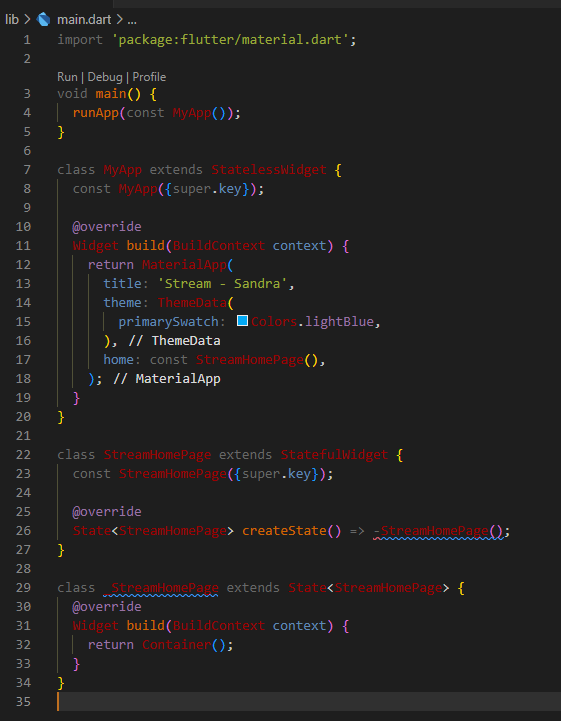 lib > main.dart > ...
1 import 'package:flutter/material.dart';
2
Run | Debug | Profile
3 void main() {
4   runApp(const MyApp());
5 }
6
7 class MyApp extends StatelessWidget {
8   const MyApp({super.key});
9
10   @override
11   Widget build(BuildContext context) {
12     return MaterialApp(
13       title: 'Stream - Sandra',
14       theme: ThemeData(
15         primarySwatch: Colors.lightBlue,
16       ), // ThemeData
17       home: const StreamHomePage(),
18     ); // MaterialApp
19   }
20 }
21
22 class StreamHomePage extends StatefulWidget {
23   const StreamHomePage({super.key});
24
25   @override
26   State<StreamHomePage> createState() => -StreamHomePage();
27 }
28
29 class _StreamHomePage extends State<StreamHomePage> {
30   @override
31   Widget build(BuildContext context) {
32     return Container();
33   }
34 }
35